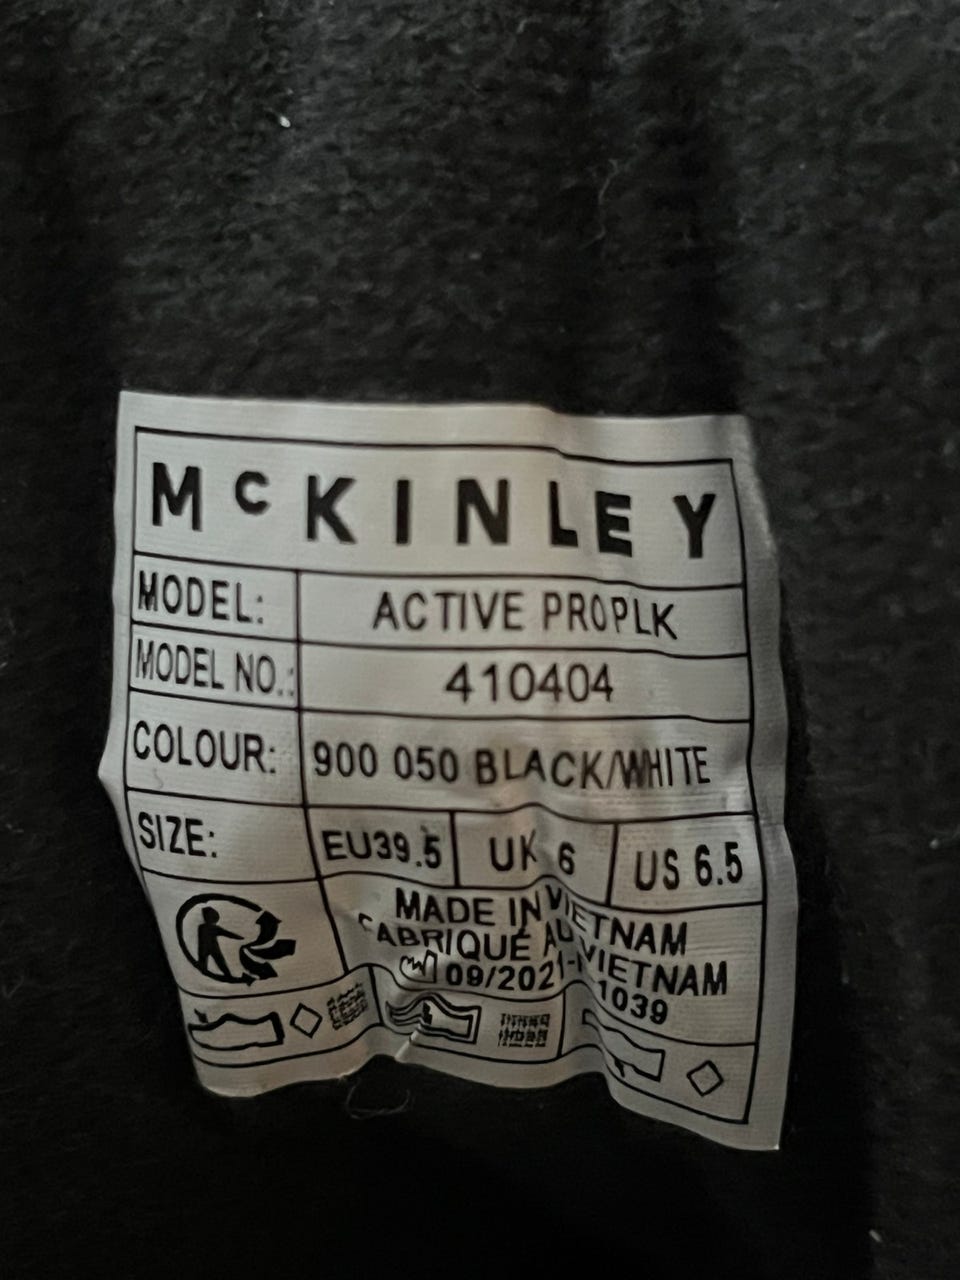 McKINLEY
MODEL: ACTIVE PROPLK
MODEL NO.: 410404
COLOUR: 900 050 BLACK/WHITE
SIZE: EU39.5 UK 6 US 6.5
MADE IN VIETNAM
FABRIQUÉ AU VIETNAM
09/2021- 1039